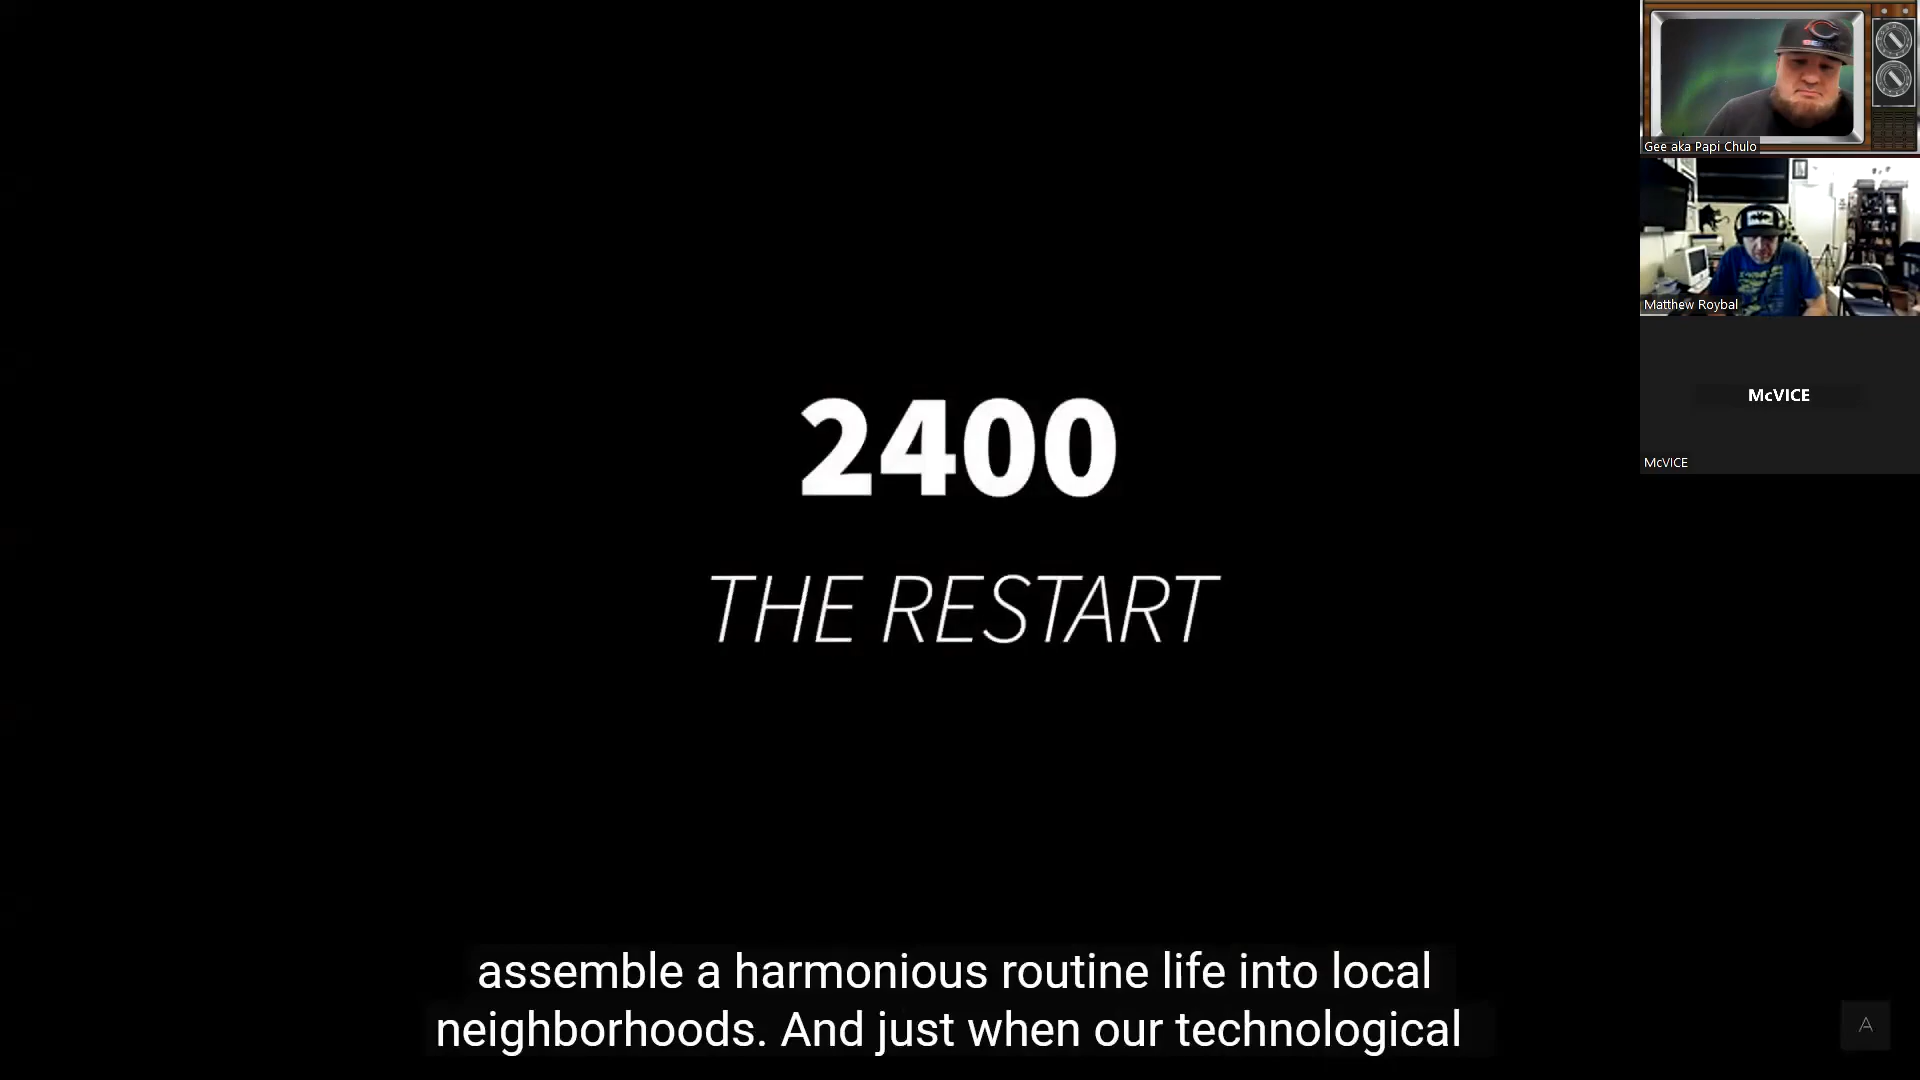 2400
THE RESTART
assemble a harmonious routine life into local
neighborhoods. And just when our technological
Gee aka Papi Chulo
Matthew Roybal
McVICE
McVICE
A